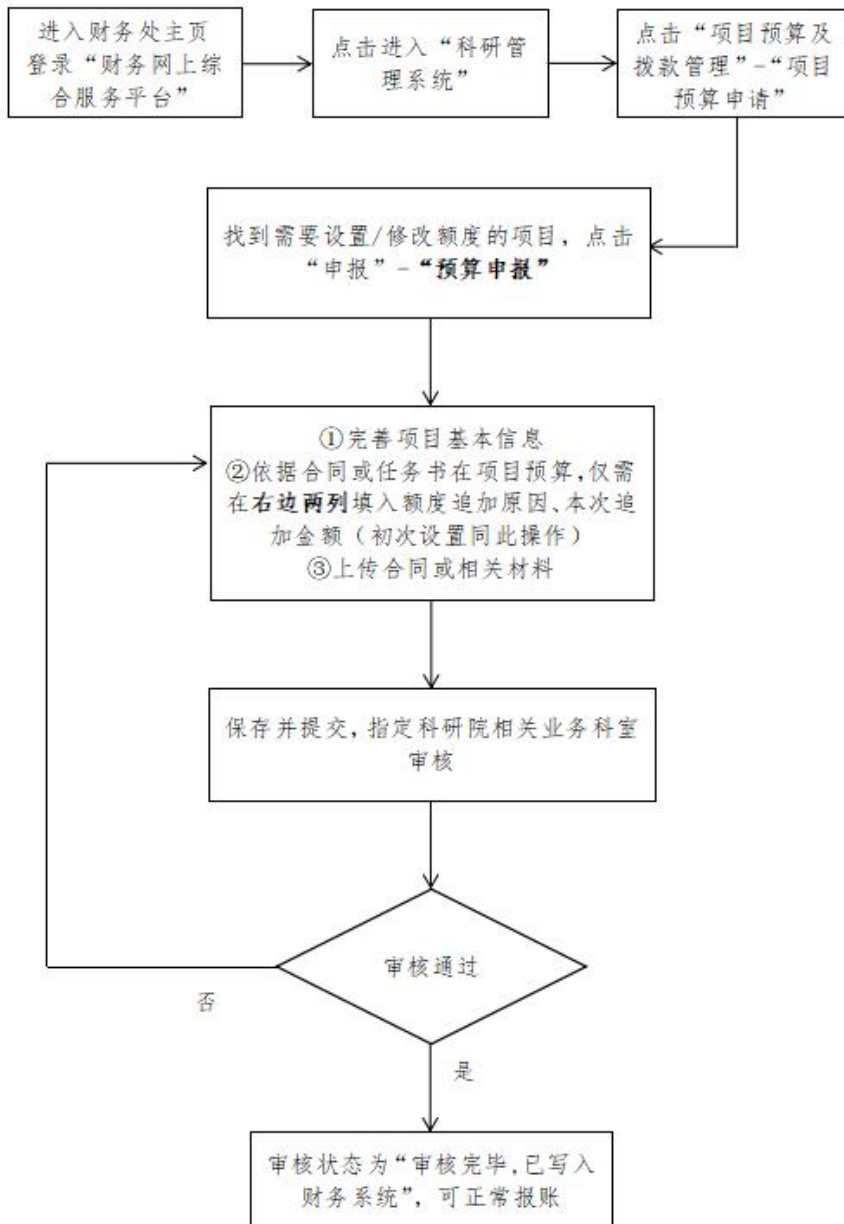 进入财务处主页
登录“财务网上综
合服务平台”
点击进入“科研管
理系统”
点击“项目预算及
拨款管理”-“项目
预算申请”
找到需要设置/修改额度的项目，点击
“申报”-“预算申报”
①完善项目基本信息
②依据合同或任务书在项目预算,仅需
在右边两列填入额度追加原因、本次追
加金额（初次设置同此操作）
③上传合同或相关材料
保存并提交，指定科研院相关业务科室
审核
审核通过
否
是
审核状态为“审核完毕,已写入
财务系统”，可正常报账